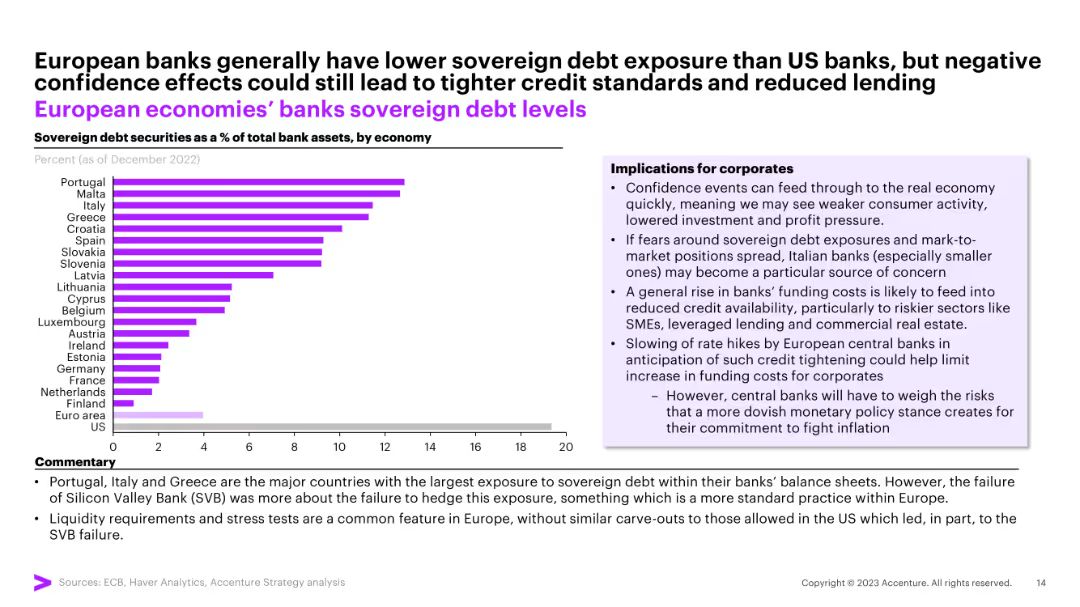 European banks generally have lower sovereign debt exposure than US banks, but negative
confidence effects could still lead to tighter credit standards and reduced lending
European economies’ banks sovereign debt levels
Sovereign debt securities as a % of total bank assets, by economy
Percent (as of December 2022)
Portugal
Malta
Italy
Greece
Croatia
Spain
Slovakia
Slovenia
Latvia
Lithuania
Cyprus
Belgium
Luxembourg
Austria
Ireland
Estonia
Germany
France
Netherlands
Finland
Euro area
US
0 2 4 6 8 10 12 14 16 18 20
Implications for corporates
• Confidence events can feed through to the real economy
quickly, meaning we may see weaker consumer activity,
lowered investment and profit pressure.
• If fears around sovereign debt exposures and mark-to-
market positions spread, Italian banks (especially smaller
ones) may become a particular source of concern
• A general rise in banks’ funding costs is likely to feed into
reduced credit availability, particularly to riskier sectors like
SMEs, leveraged lending and commercial real estate.
• Slowing of rate hikes by European central banks in
anticipation of such credit tightening could help limit
increase in funding costs for corporates
– However, central banks will have to weigh the risks
that a more dovish monetary policy stance creates for
their commitment to fight inflation
Commentary
• Portugal, Italy and Greece are the major countries with the largest exposure to sovereign debt within their banks’ balance sheets. However, the failure
of Silicon Valley Bank (SVB) was more about the failure to hedge this exposure, something which is a more standard practice within Europe.
• Liquidity requirements and stress tests are a common feature in Europe, without similar carve-outs to those allowed in the US which led, in part, to the
SVB failure.
Sources: ECB, Haver Analytics, Accenture Strategy analysis
Copyright © 2023 Accenture. All rights reserved.
14